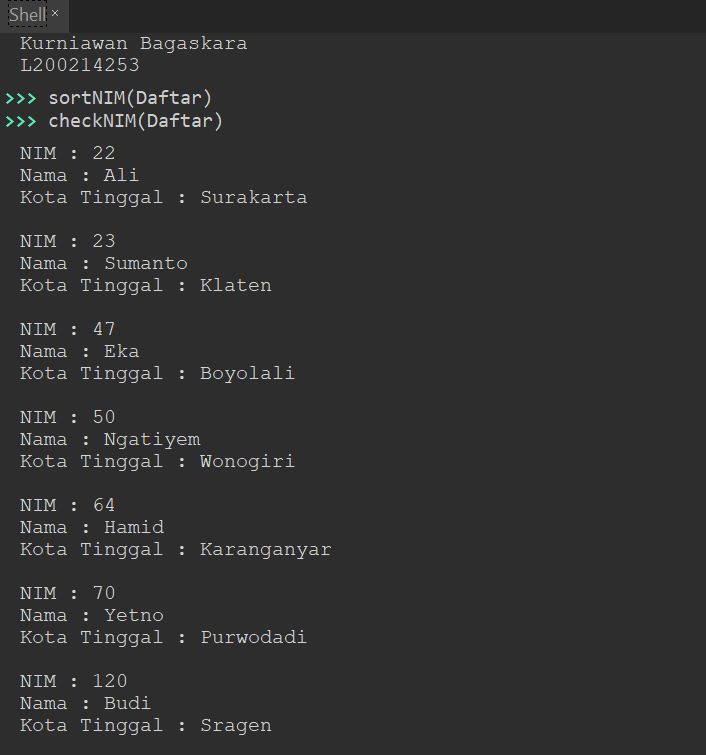 Shell ×
Kurniawan Bagaskara
L200214253
>>> sortNIM(Daftar)
>>> checkNIM(Daftar)
NIM : 22
Nama : Ali
Kota Tinggal : Surakarta
NIM : 23
Nama : Sumanto
Kota Tinggal : Klaten
NIM : 47
Nama : Eka
Kota Tinggal : Boyolali
NIM : 50
Nama : Ngatiyem
Kota Tinggal : Wonogiri
NIM : 64
Nama : Hamid
Kota Tinggal : Karanganyar
NIM : 70
Nama : Yetno
Kota Tinggal : Purwodadi
NIM : 120
Nama : Budi
Kota Tinggal : Sragen